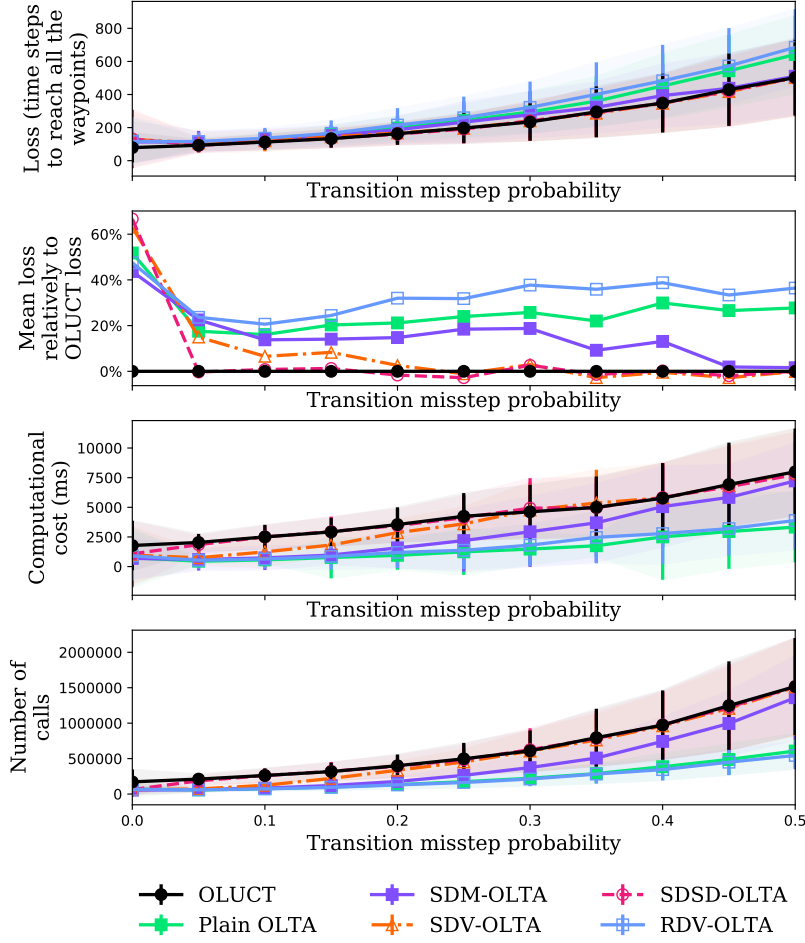 Loss (time steps
to reach all the
waypoints)
800
600
400
200
0
Transition misstep probability
Mean loss
relatively to
OLUCT loss
60%
40%
20%
0%
Transition misstep probability
Computational
cost (ms)
10000
7500
5000
2500
0
Transition misstep probability
Number of
calls
2000000
1500000
1000000
500000
0
0.0 0.1 0.2 0.3 0.4 0.5
Transition misstep probability
OLUCT SDM-OLTA SDSD-OLTA
Plain OLTA SDV-OLTA RDV-OLTA